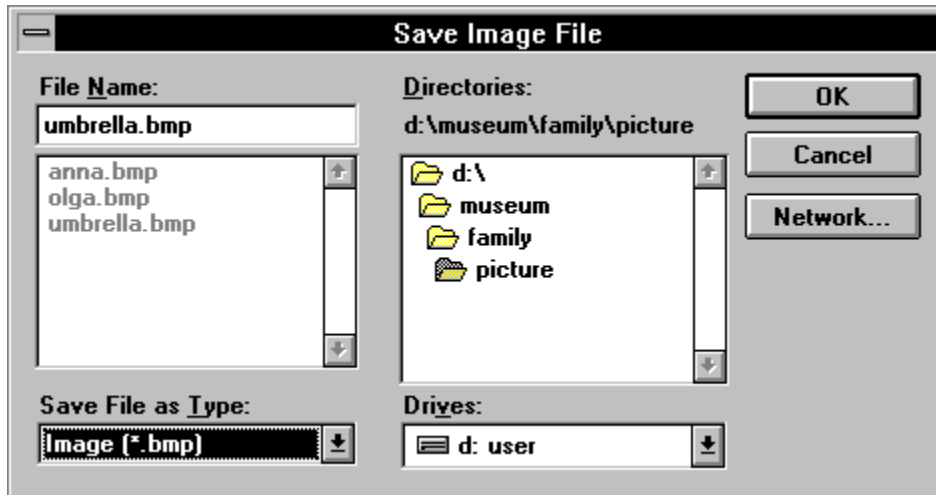 Save Image File
File Name:
umbrella.bmp
anna.bmp
olga.bmp
umbrella.bmp
Save File as Type:
Image (*.bmp)
Directories:
d:\museum\family\picture
d:\
museum
family
picture
Drives:
d: user
OK
Cancel
Network...